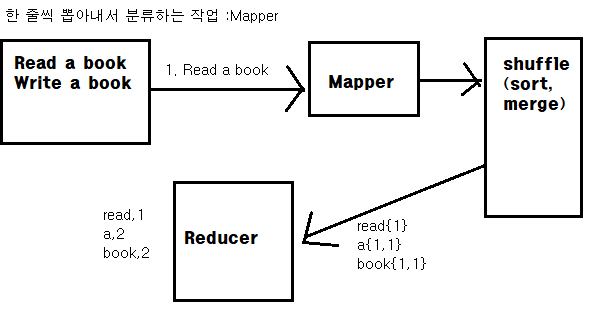 한 줄씩 뽑아내서 분류하는 작업 :Mapper
Read a book
Write a book
1, Read a book
Mapper
shuffle
(sort,
merge)
read{1}
a{1,1}
book{1,1}
Reducer
read,1
a,2
book,2